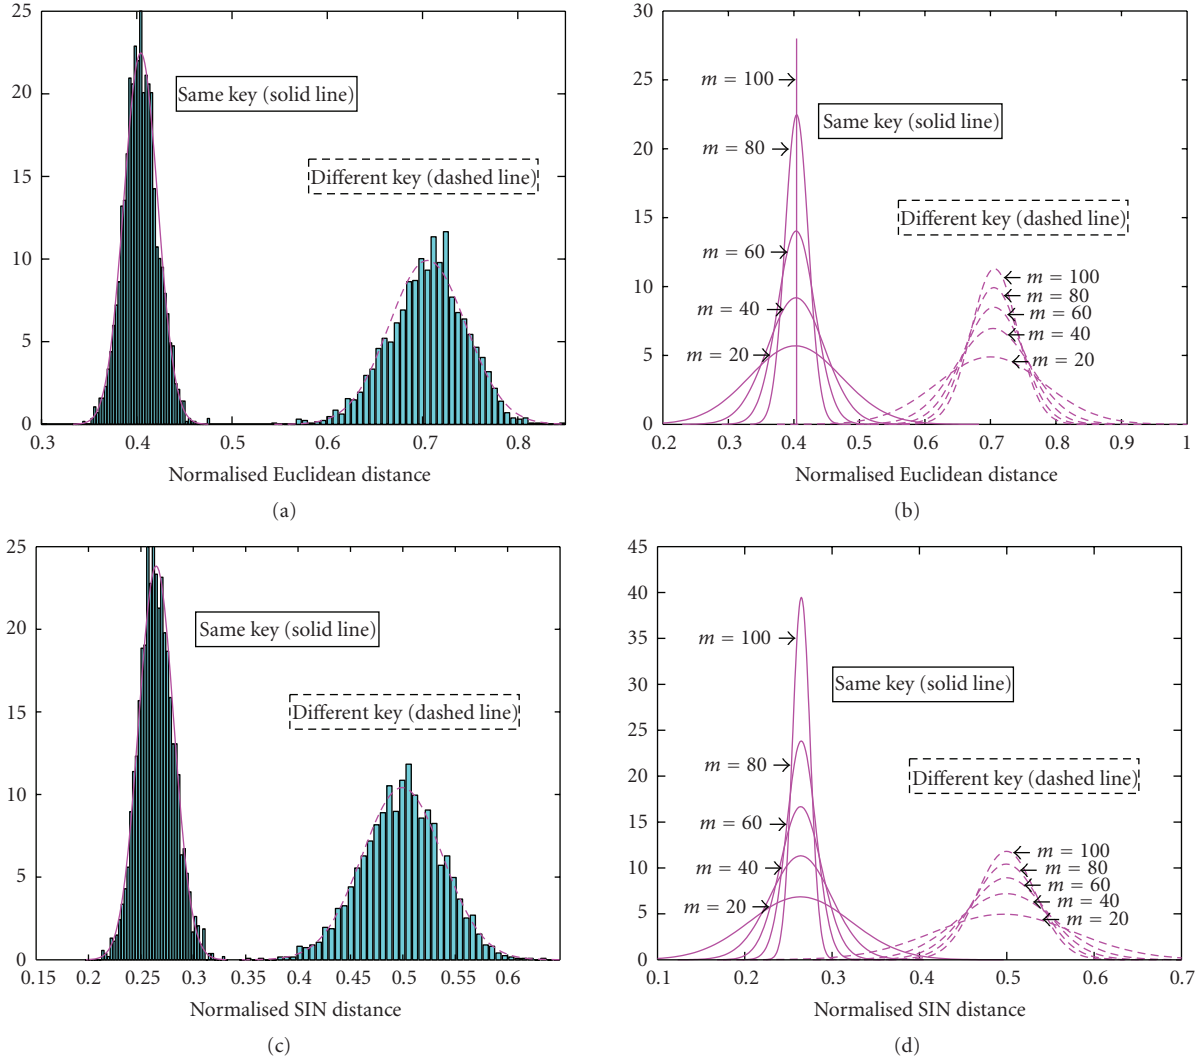 25
20
15
10
5
0
Same key (solid line)
Different key (dashed line)
0.3 0.4 0.5 0.6 0.7 0.8
Normalised Euclidean distance
(a)
30
25
20
15
10
5
0
m = 100
m = 80
m = 60
m = 40
m = 20
Same key (solid line)
Different key (dashed line)
m = 100
m = 80
m = 60
m = 40
m = 20
0.2 0.3 0.4 0.5 0.6 0.7 0.8 0.9 1
Normalised Euclidean distance
(b)
25
20
15
10
5
0
Same key (solid line)
Different key (dashed line)
0.15 0.2 0.25 0.3 0.35 0.4 0.45 0.5 0.55 0.6
Normalised SIN distance
(c)
45
40
35
30
25
20
15
10
5
0
m = 100
m = 80
m = 60
m = 40
m = 20
Same key (solid line)
Different key (dashed line)
m = 100
m = 80
m = 60
m = 40
m = 20
0.1 0.2 0.3 0.4 0.5 0.6 0.7
Normalised SIN distance
(d)